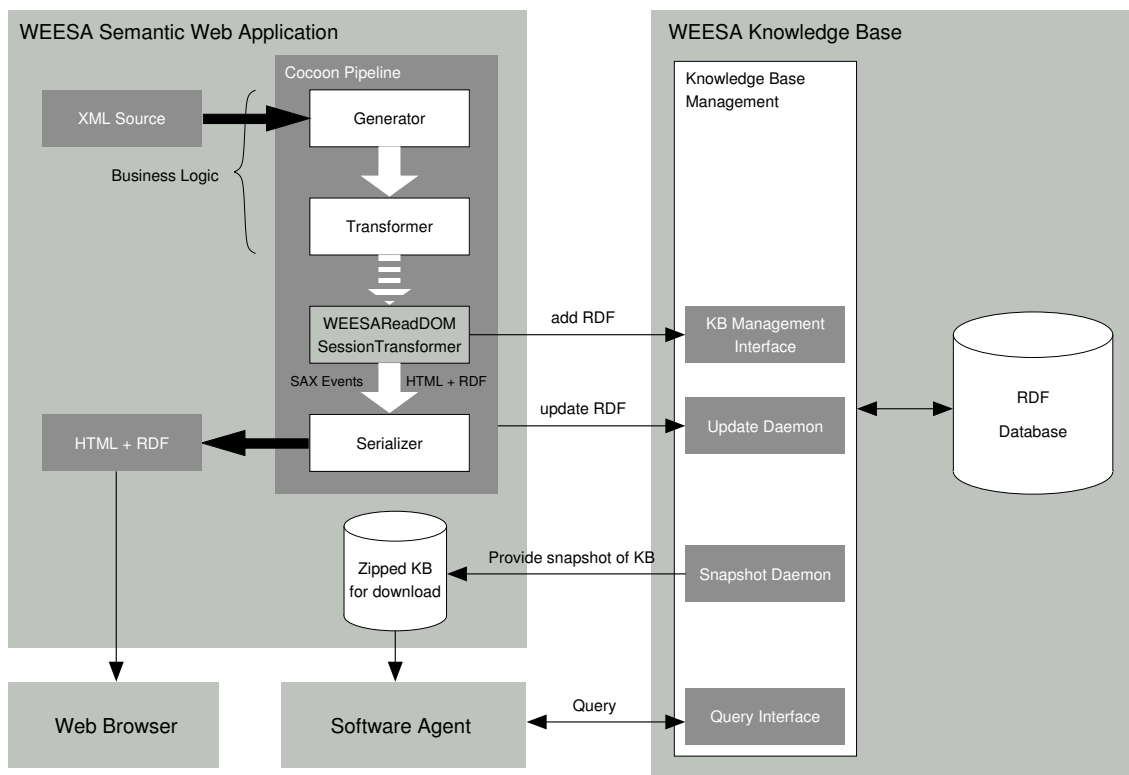 WEESA Semantic Web Application
Cocoon Pipeline
XML Source
Generator
Business Logic
Transformer
WEESAReadDOM
SessionTransformer
SAX Events
HTML + RDF
HTML + RDF
Serializer
Zipped KB
for download
Web Browser
Software Agent
add RDF
update RDF
Provide snapshot of KB
Query
WEESA Knowledge Base
Knowledge Base
Management
KB Management
Interface
Update Daemon
Snapshot Daemon
Query Interface
RDF
Database